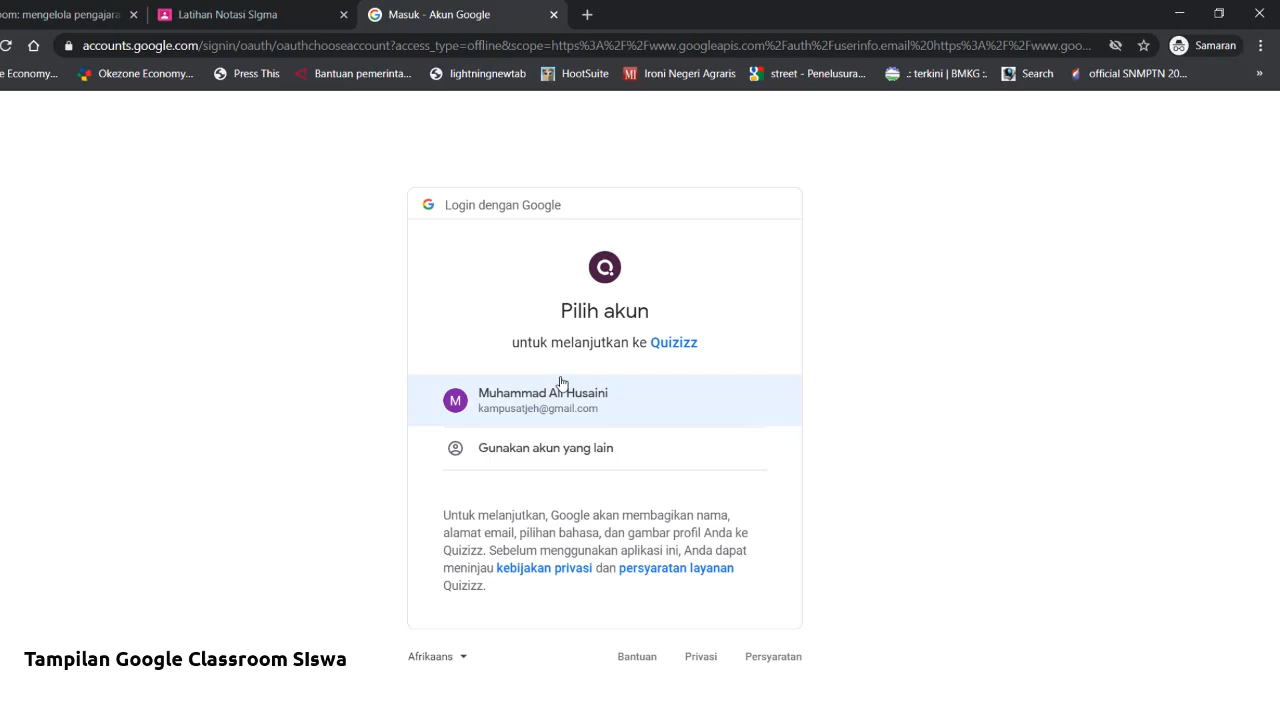 oom: mengelola pengajara
Latihan Notasi SIgma
Masuk - Akun Google
accounts.google.com/signin/oauth/oauthchooseaccount?access_type=offline&scope=https%3A%2F%2Fwww.googleapis.com%2Fauth%2Fuserinfo.email%20https%3A%2F%2Fwww.goo...
Samaran
e Economy...
Okezone Economy...
Press This
Bantuan pemerinta...
lightningnewtab
HootSuite
Ironi Negeri Agraris
street - Penelusura...
.: terkini | BMKG :.
Search
official SNMPTN 20...
»
Login dengan Google
Pilih akun
untuk melanjutkan ke Quizizz
M
Muhammad Ali Husaini
kampusatjeh@gmail.com
Gunakan akun yang lain
Untuk melanjutkan, Google akan membagikan nama,
alamat email, pilihan bahasa, dan gambar profil Anda ke
Quizizz. Sebelum menggunakan aplikasi ini, Anda dapat
meninjau kebijakan privasi dan persyaratan layanan
Quizizz.
Tampilan Google Classroom SIswa
Afrikaans
Bantuan
Privasi
Persyaratan